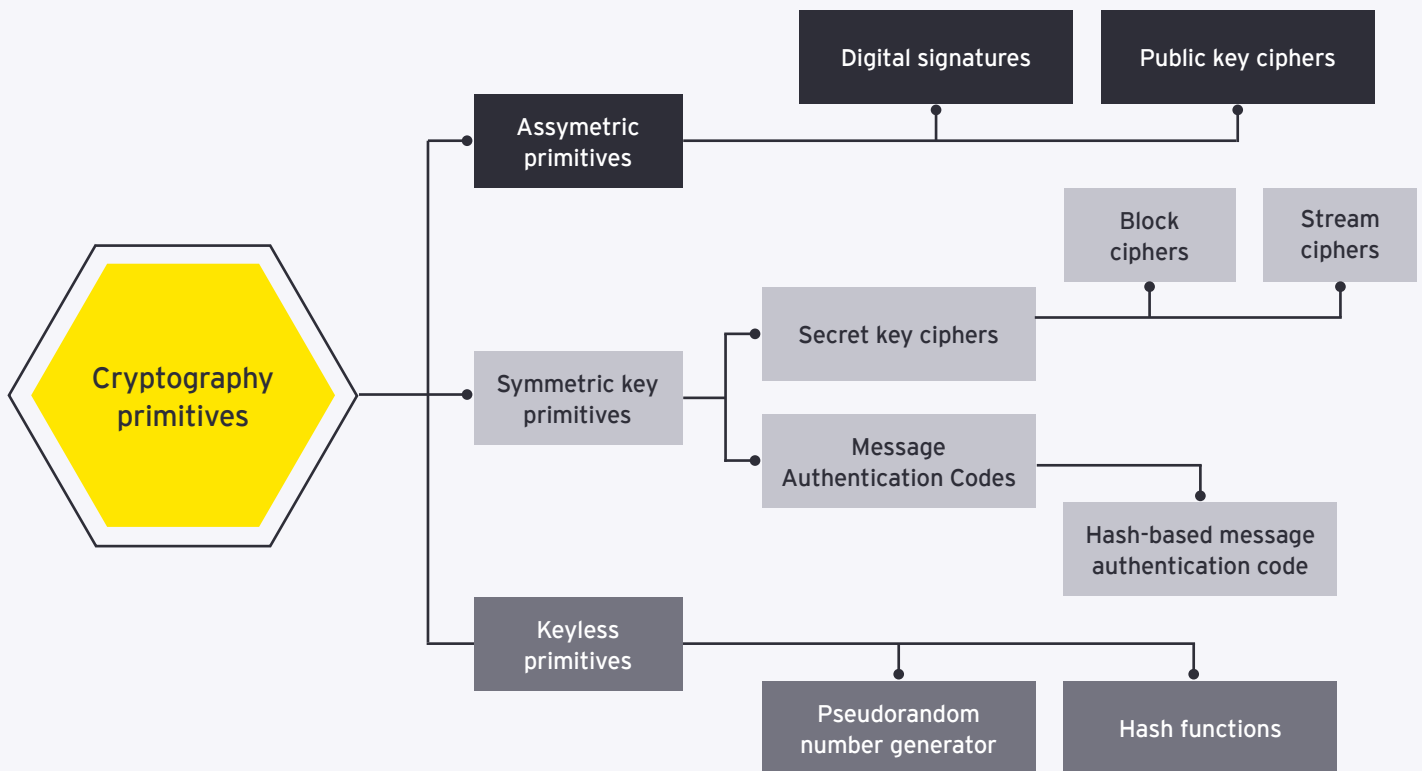 Digital signatures
Public key ciphers
Assymetric
primitives
Block
ciphers
Stream
ciphers
Secret key ciphers
Cryptography
primitives
Symmetric key
primitives
Message
Authentication Codes
Hash-based message
authentication code
Keyless
primitives
Pseudorandom
number generator
Hash functions